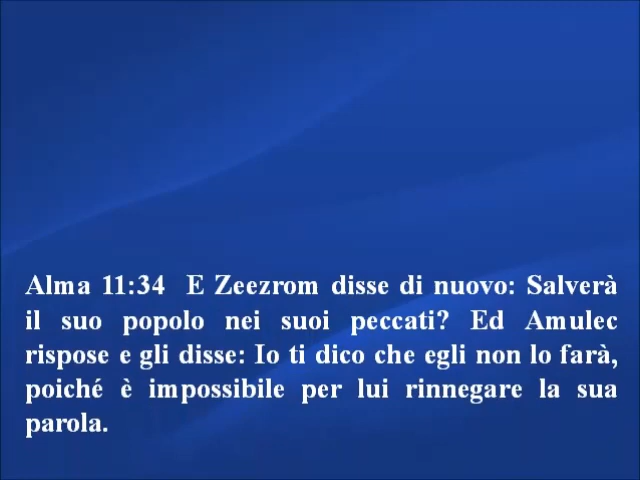 Alma 11:34 E Zeezrom disse di nuovo: Salverà
il suo popolo nei suoi peccati? Ed Amulec
rispose e gli disse: Io ti dico che egli non lo farà,
poiché è impossibile per lui rinnegare la sua
parola.